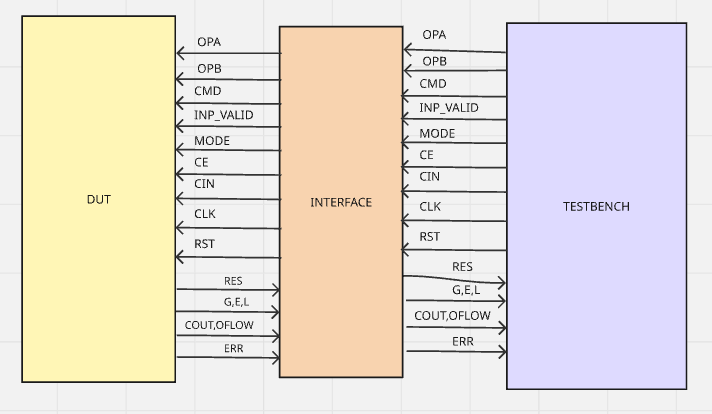 DUT
OPA
OPB
CMD
INP_VALID
MODE
CE
CIN
CLK
RST
RES
G,E,L
COUT,OFLOW
ERR
INTERFACE
OPA
OPB
CMD
INP_VALID
MODE
CE
CIN
CLK
RST
RES
G,E,L
COUT,OFLOW
ERR
TESTBENCH